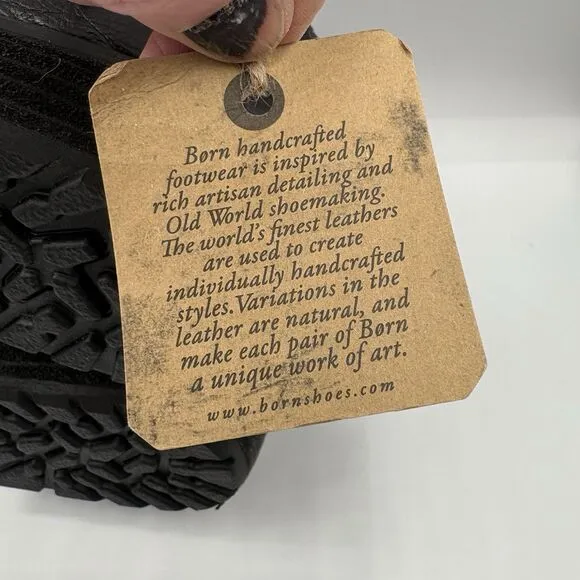 Børn handcrafted
footwear is inspired by
rich artisan detailing and
Old World shoemaking.
The world's finest leathers
are used to create
individually handcrafted
styles. Variations in the
leather are natural, and
make each pair of Børn
a unique work of art.
www.bornshoes.com